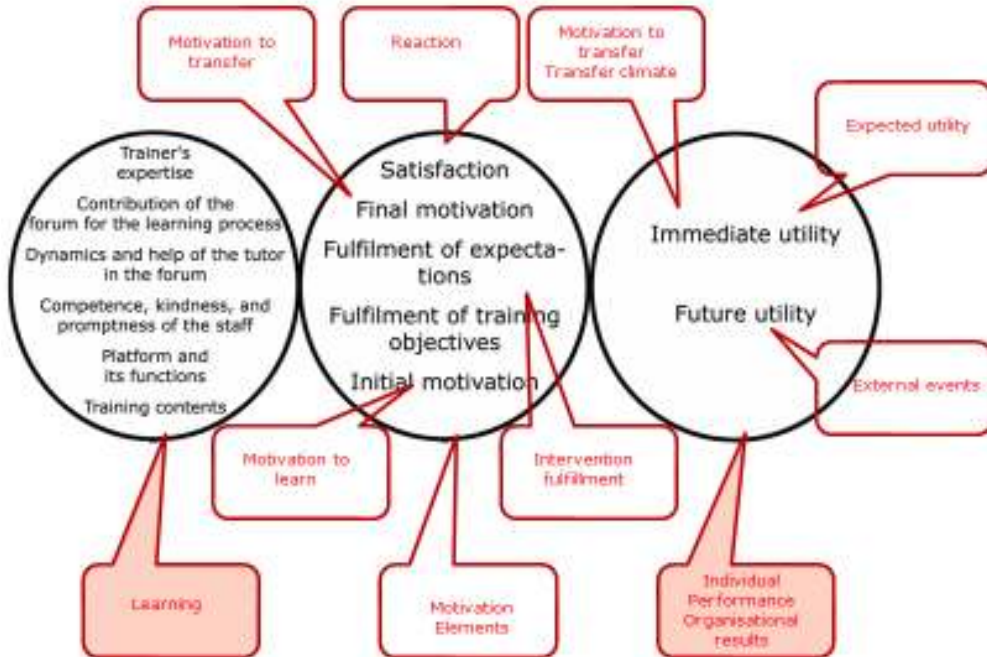 Motivation to
transfer
Reaction
Motivation to
transfer
Transfer climate
Expected utility
Trainer's
expertise
Contribution of the
forum for the learning process
Dynamics and help of the tutor
in the forum
Competence, kindness, and
promptness of the staff
Platform and
its functions
Training contents
Satisfaction
Final motivation
Fulfilment of expecta-
tions
Fulfilment of training
objectives
Initial motivation
Immediate utility
Future utility
External events
Motivation to
learn
Intervention
fulfillment
Learning
Motivation
Elements
Individual
Performance
Organisational
results